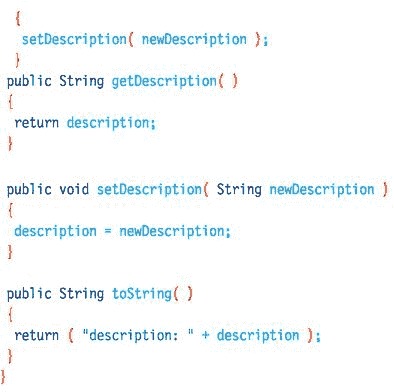 {
setDescription( newDescription );
}
public String getDescription( )
{
return description;
}
public void setDescription( String newDescription )
{
description = newDescription;
}
public String toString( )
{
return ( "description: " + description );
}
}